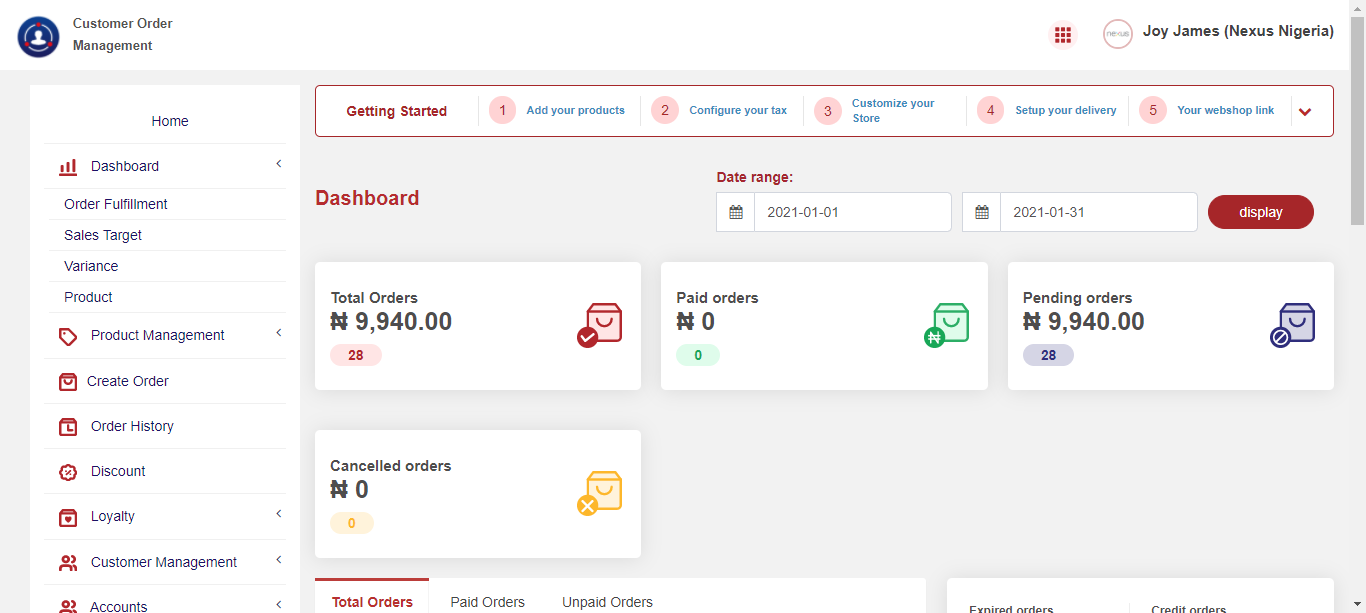 Customer Order
Management
nexus
Joy James (Nexus Nigeria)
Home
Dashboard
Order Fulfillment
Sales Target
Variance
Product
Product Management
Create Order
Order History
Discount
Loyalty
Customer Management
Accounts
Getting Started
1 Add your products
2 Configure your tax
3 Customize your
Store
4 Setup your delivery
5 Your webshop link
Dashboard
Date range:
2021-01-01
2021-01-31
display
Total Orders
₦ 9,940.00
28
Paid orders
₦ 0
0
Pending orders
₦ 9,940.00
28
Cancelled orders
₦ 0
0
Total Orders Paid Orders Unpaid Orders
Expired orders Credit orders